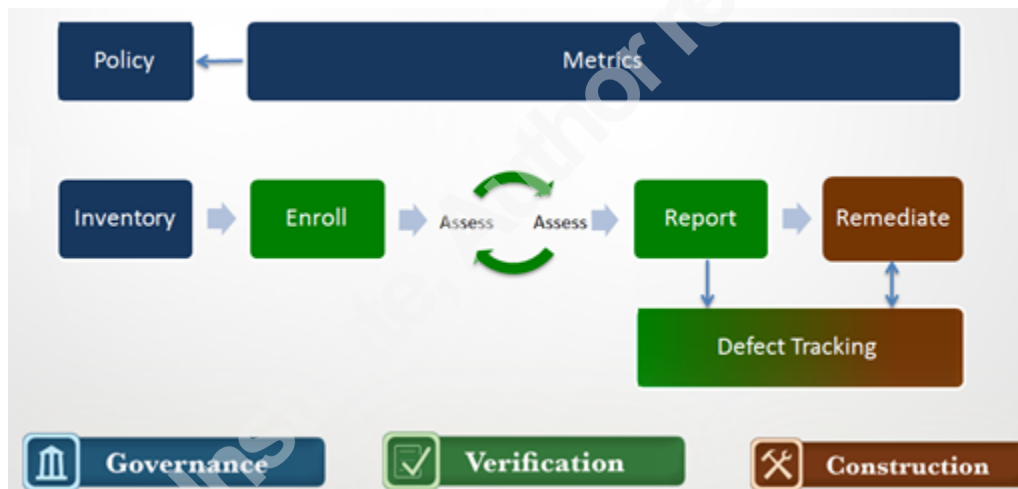 Policy
Metrics
Inventory
Enroll
Assess
Assess
Report
Remediate
Defect Tracking
Governance
Verification
Construction